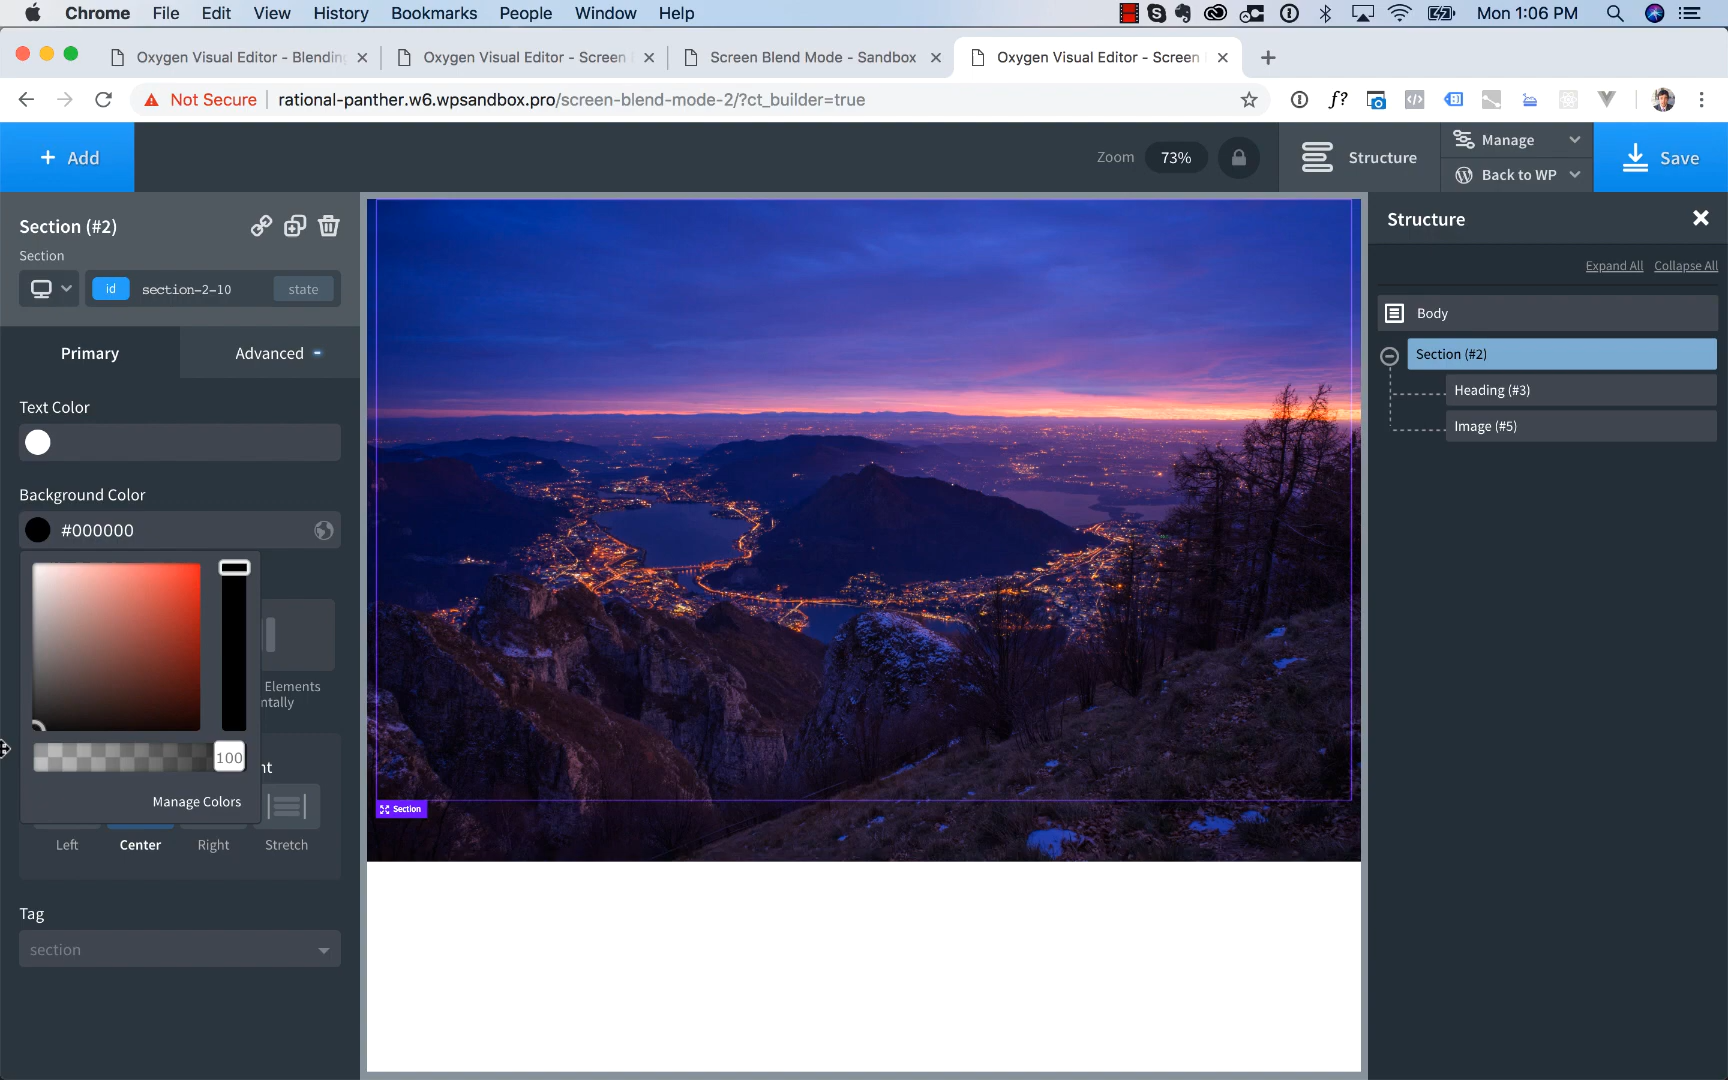 Chrome File Edit View History Bookmarks People Window Help Mon 1:06 PM
Oxygen Visual Editor - Blending
Oxygen Visual Editor - Screen
Screen Blend Mode - Sandbox
Oxygen Visual Editor - Screen
Not Secure rational-panther.w6.wpsandbox.pro/screen-blend-mode-2/?ct_builder=true
f?
+ Add
Zoom 73%
Structure
Manage
Back to WP
Save
Section (#2)
Section
id section-2-10 state
Primary
Advanced
Text Color
Background Color
#000000
Elements
ntally
100
nt
Manage Colors
Left Center Right Stretch
Tag
section
Section
Structure
Expand All Collapse All
Body
Section (#2)
Heading (#3)
Image (#5)